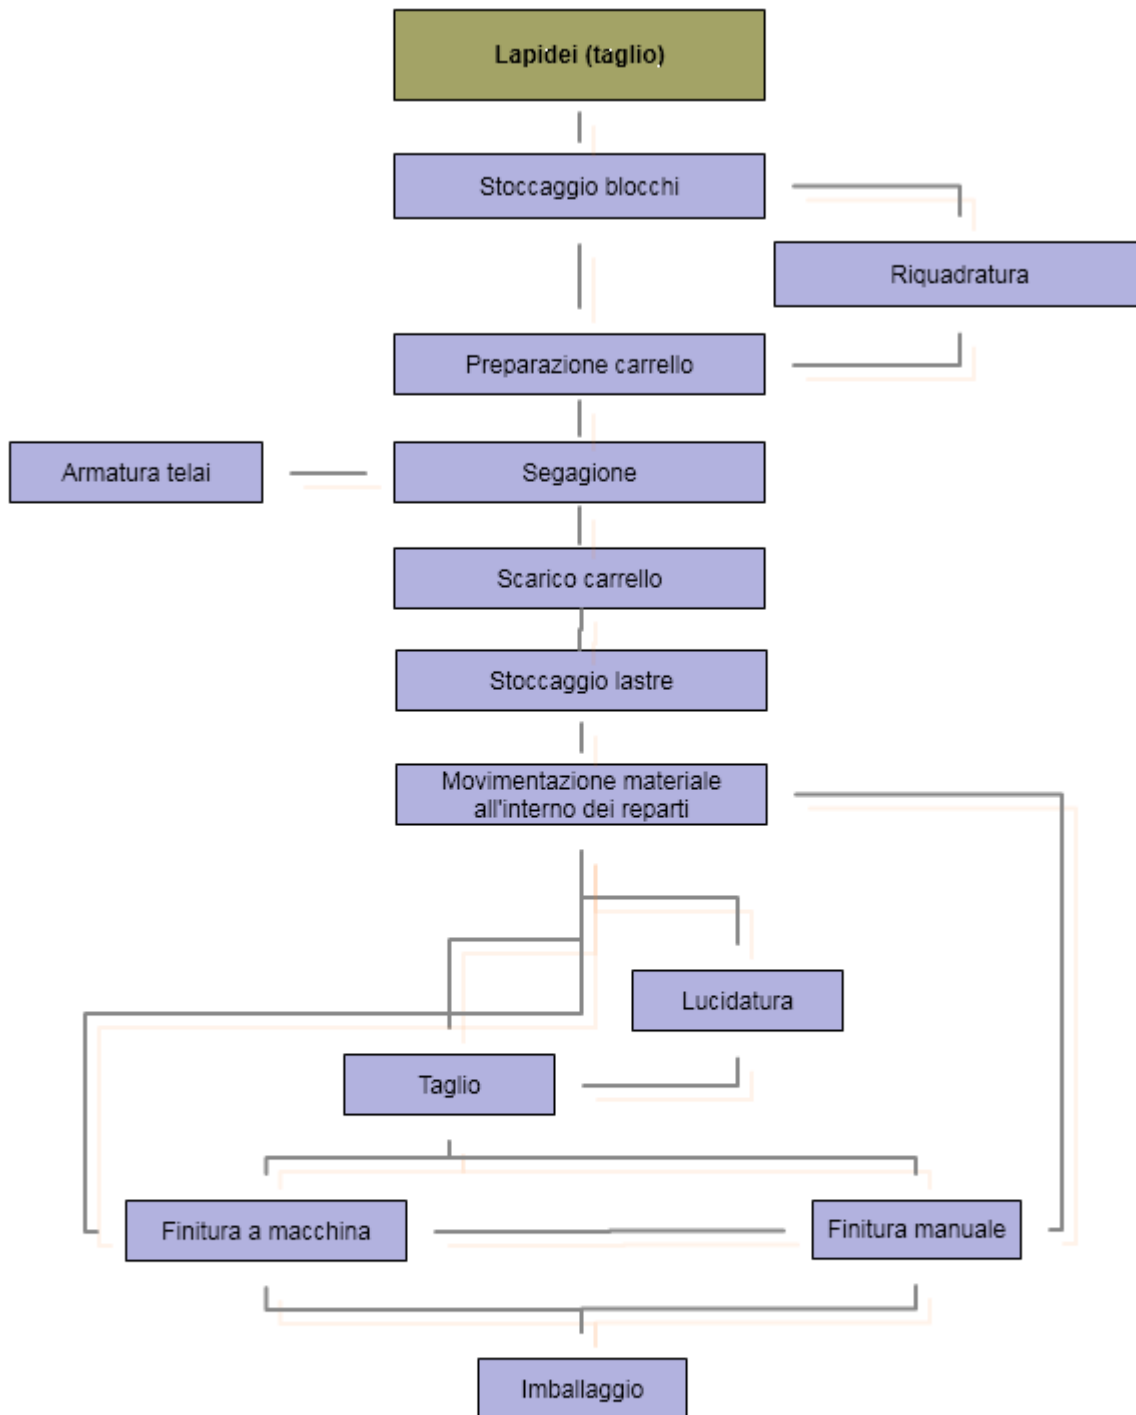 Lapidei (taglio)
Stoccaggio blocchi
Riquadratura
Preparazione carrello
Armatura telai
Segagione
Scarico carrello
Stoccaggio lastre
Movimentazione materiale
all'interno dei reparti
Lucidatura
Taglio
Finitura a macchina
Finitura manuale
Imballaggio